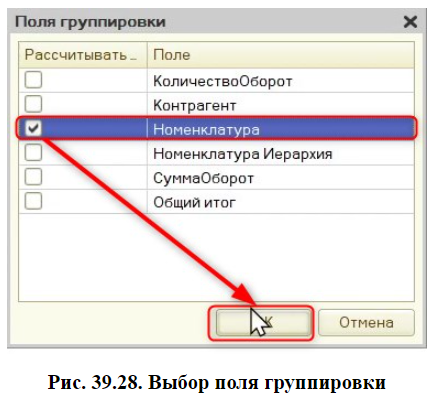 Поля группировки
Рассчитывать... Поле
КоличествоОборот
Контрагент
Номенклатура
Номенклатура Иерархия
СуммаОборот
Общий итог
Отмена
Рис. 39.28. Выбор поля группировки